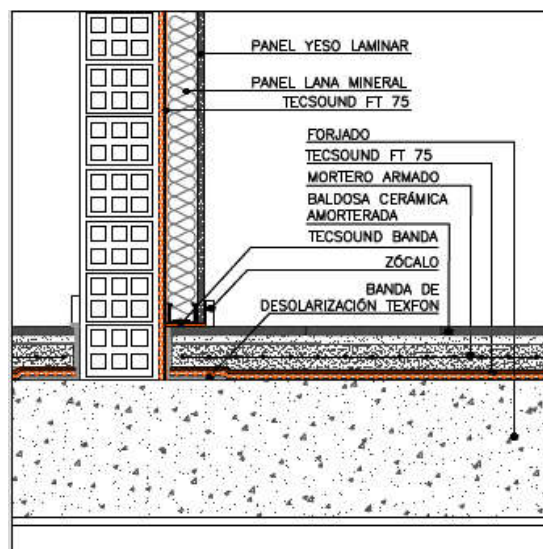 PANEL YESO LAMINAR
PANEL LANA MINERAL
TECSOUND FT 75
FORJADO
TECSOUND FT 75
MORTERO ARMADO
BALDOSA CERÁMICA
AMORTERADA
TECSOUND BANDA
ZÓCALO
BANDA DE
DESOLARIZACIÓN TEXFON